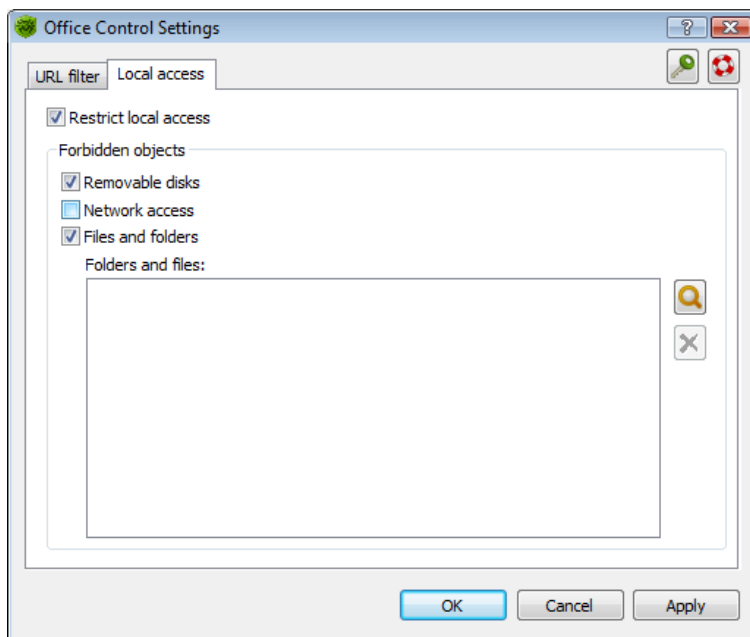 Office Control Settings
URL filter
Local access
Restrict local access
Forbidden objects
Removable disks
Network access
Files and folders
Folders and files:
OK
Cancel
Apply